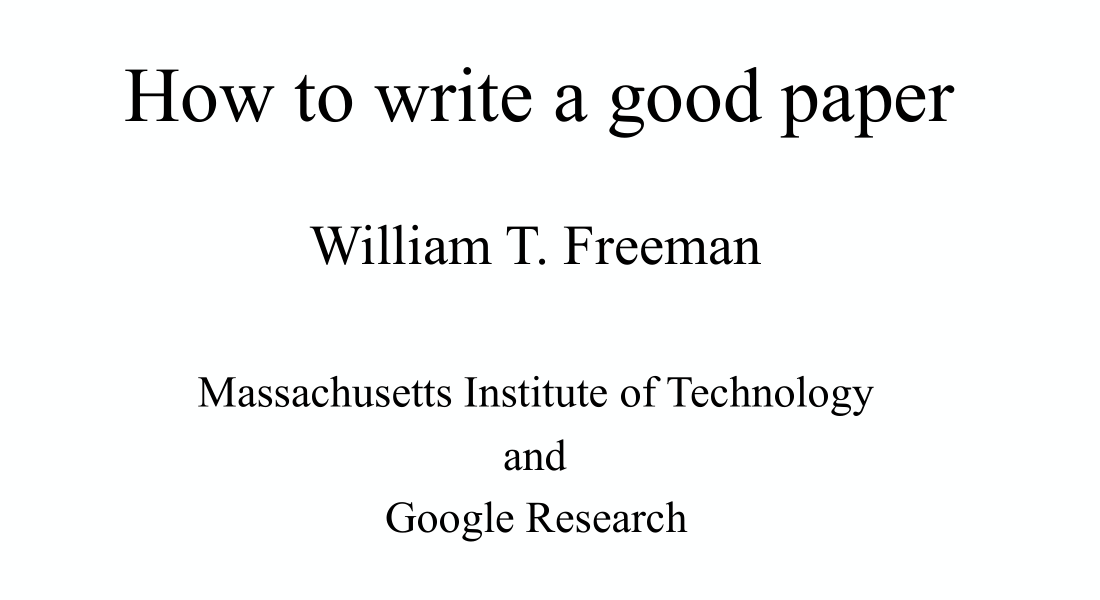 How to write a good paper
William T. Freeman
Massachusetts Institute of Technology
and
Google Research